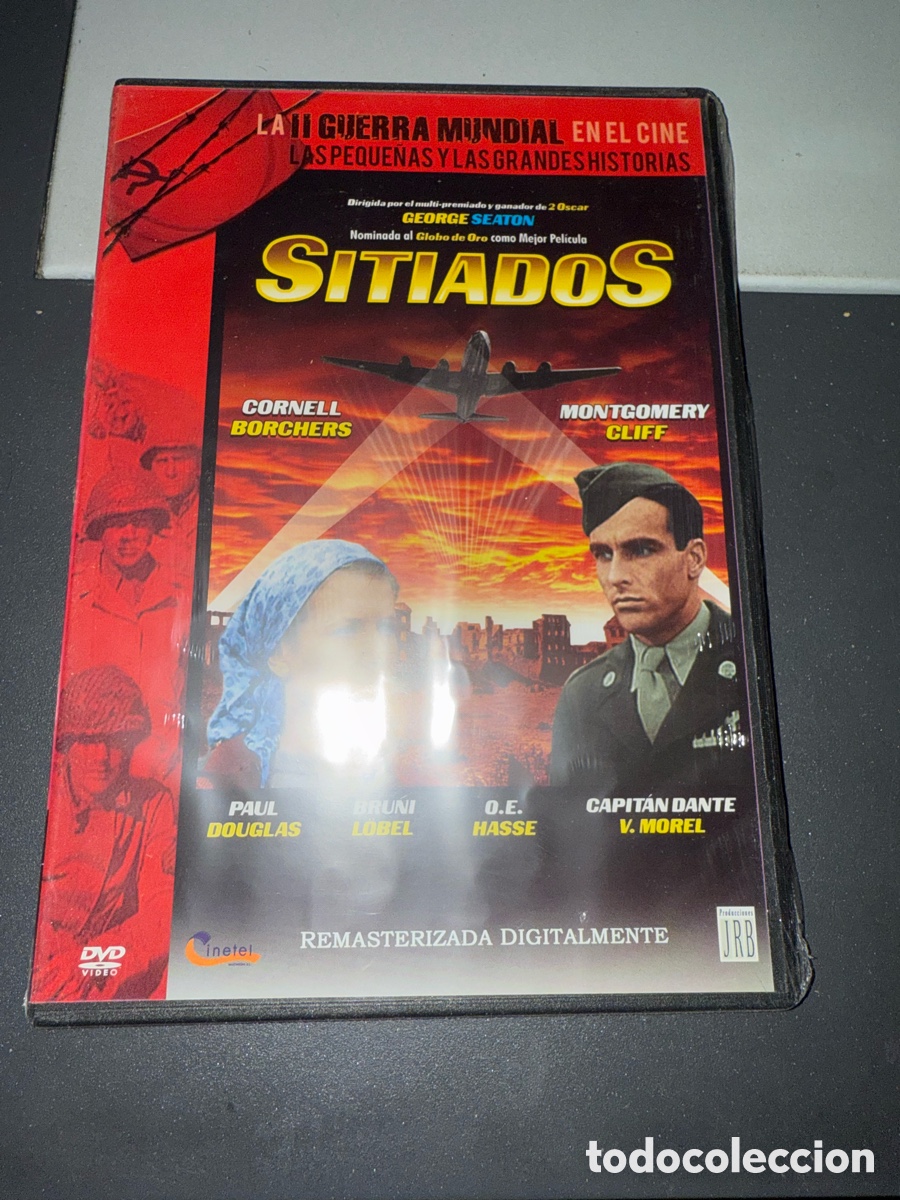 LA II GUERRA MUNDIAL EN EL CINE
LAS PEQUEÑAS Y LAS GRANDES HISTORIAS
Dirigida por el multi-premiado y ganador de 2 Oscar
GEORGE SEATON
Nominada al Globo de Oro como Mejor Película
SITIADOS
CORNELL
BORCHERS
MONTGOMERY
CLIFF
PAUL
DOUGLAS
BRUÑI
LOBEL
O.E.
HASSE
CAPITÁN DANTE
V. MOREL
DVD
VIDEO
Cinetel
REMASTERIZADA DIGITALMENTE
Producciones
JRB
todocoleccion